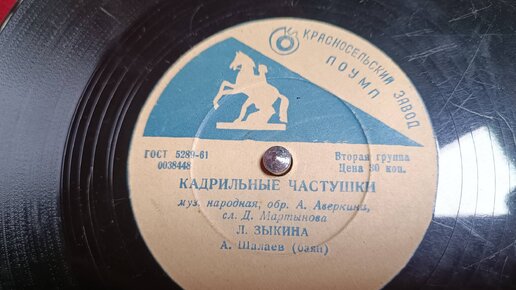 КРАСНОСЕЛЬСКИЙ ЗАВОД
ПОУМП
ГОСТ 5289-61
0038448
Вторая группа
Цена 30 коп.
КАДРИЛЬНЫЕ ЧАСТУШКИ
муз. народная; обр. А. Аверкина,
сл. Д. Мартынова
Л. ЗЫКИНА
А. Шалаев (баян)